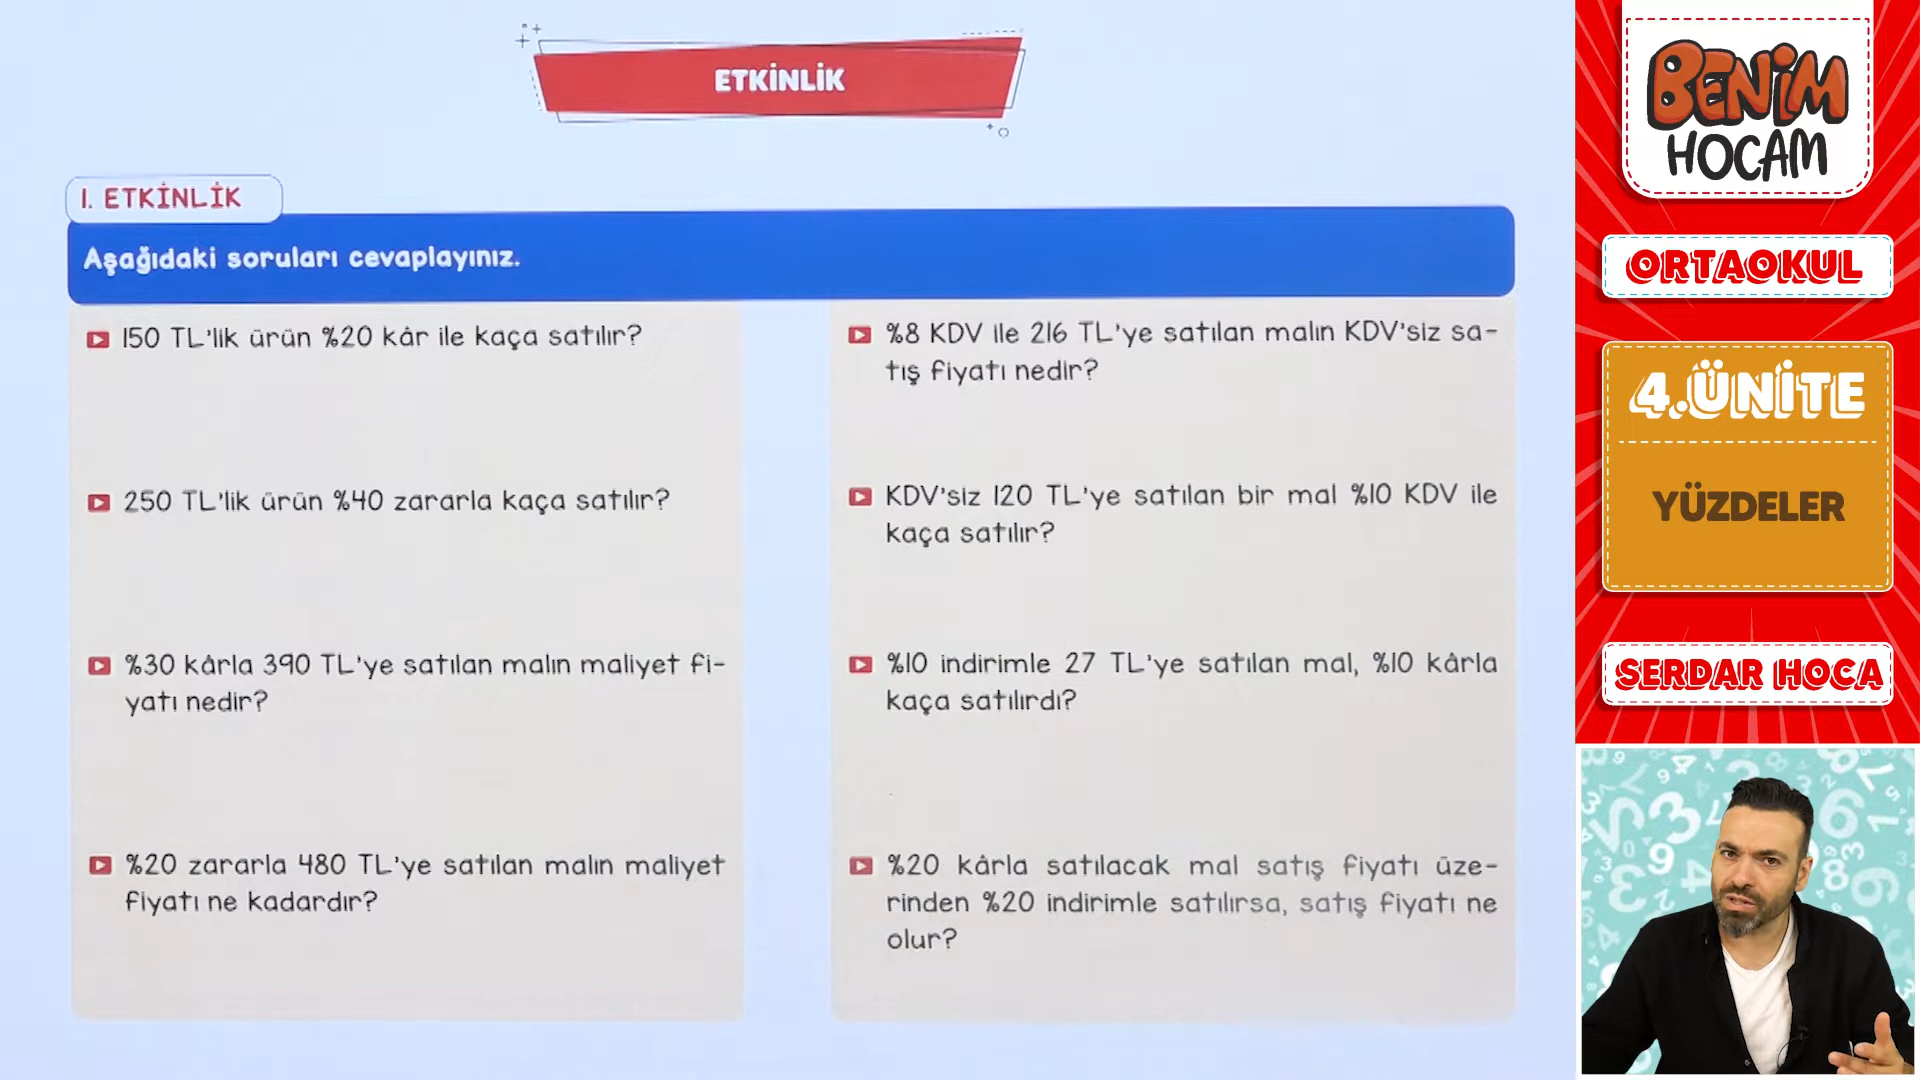 ETKİNLİK
I. ETKİNLİK
Aşağıdaki soruları cevaplayınız.
150 TL'lik ürün %20 kâr ile kaça satılır?
250 TL'lik ürün %40 zararla kaça satılır?
%30 kârla 390 TL'ye satılan malın maliyet fi-
yatı nedir?
%20 zararla 480 TL'ye satılan malın maliyet
fiyatı ne kadardır?
%8 KDV ile 216 TL'ye satılan malın KDV'siz sa-
tış fiyatı nedir?
KDV'siz 120 TL'ye satılan bir mal %10 KDV ile
kaça satılır?
%10 indirimle 27 TL'ye satılan mal, %10 kârla
kaça satılırdı?
%20 kârla satılacak mal satış fiyatı üze-
rinden %20 indirimle satılırsa, satış fiyatı ne
olur?
BENİM
HOCAM
ORTAOKUL
4.ÜNİTE
YÜZDELER
SERDAR HOCA